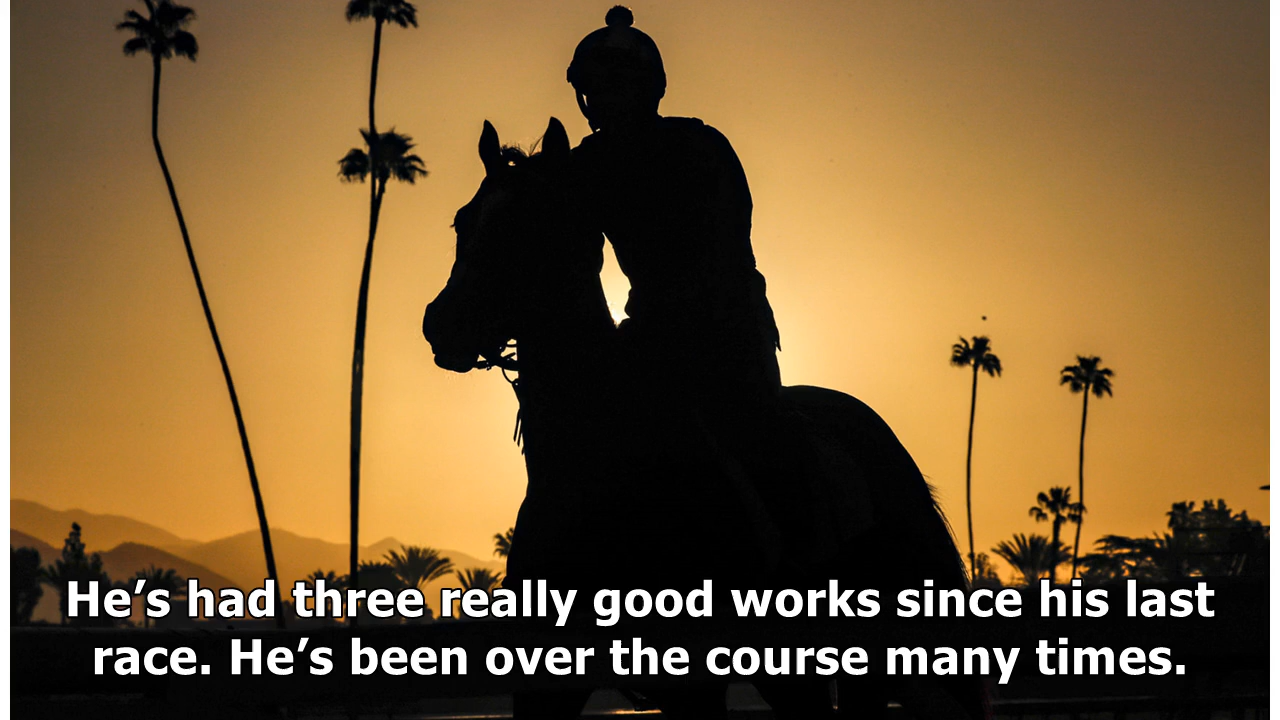 He’s had three really good works since his last
race. He’s been over the course many times.